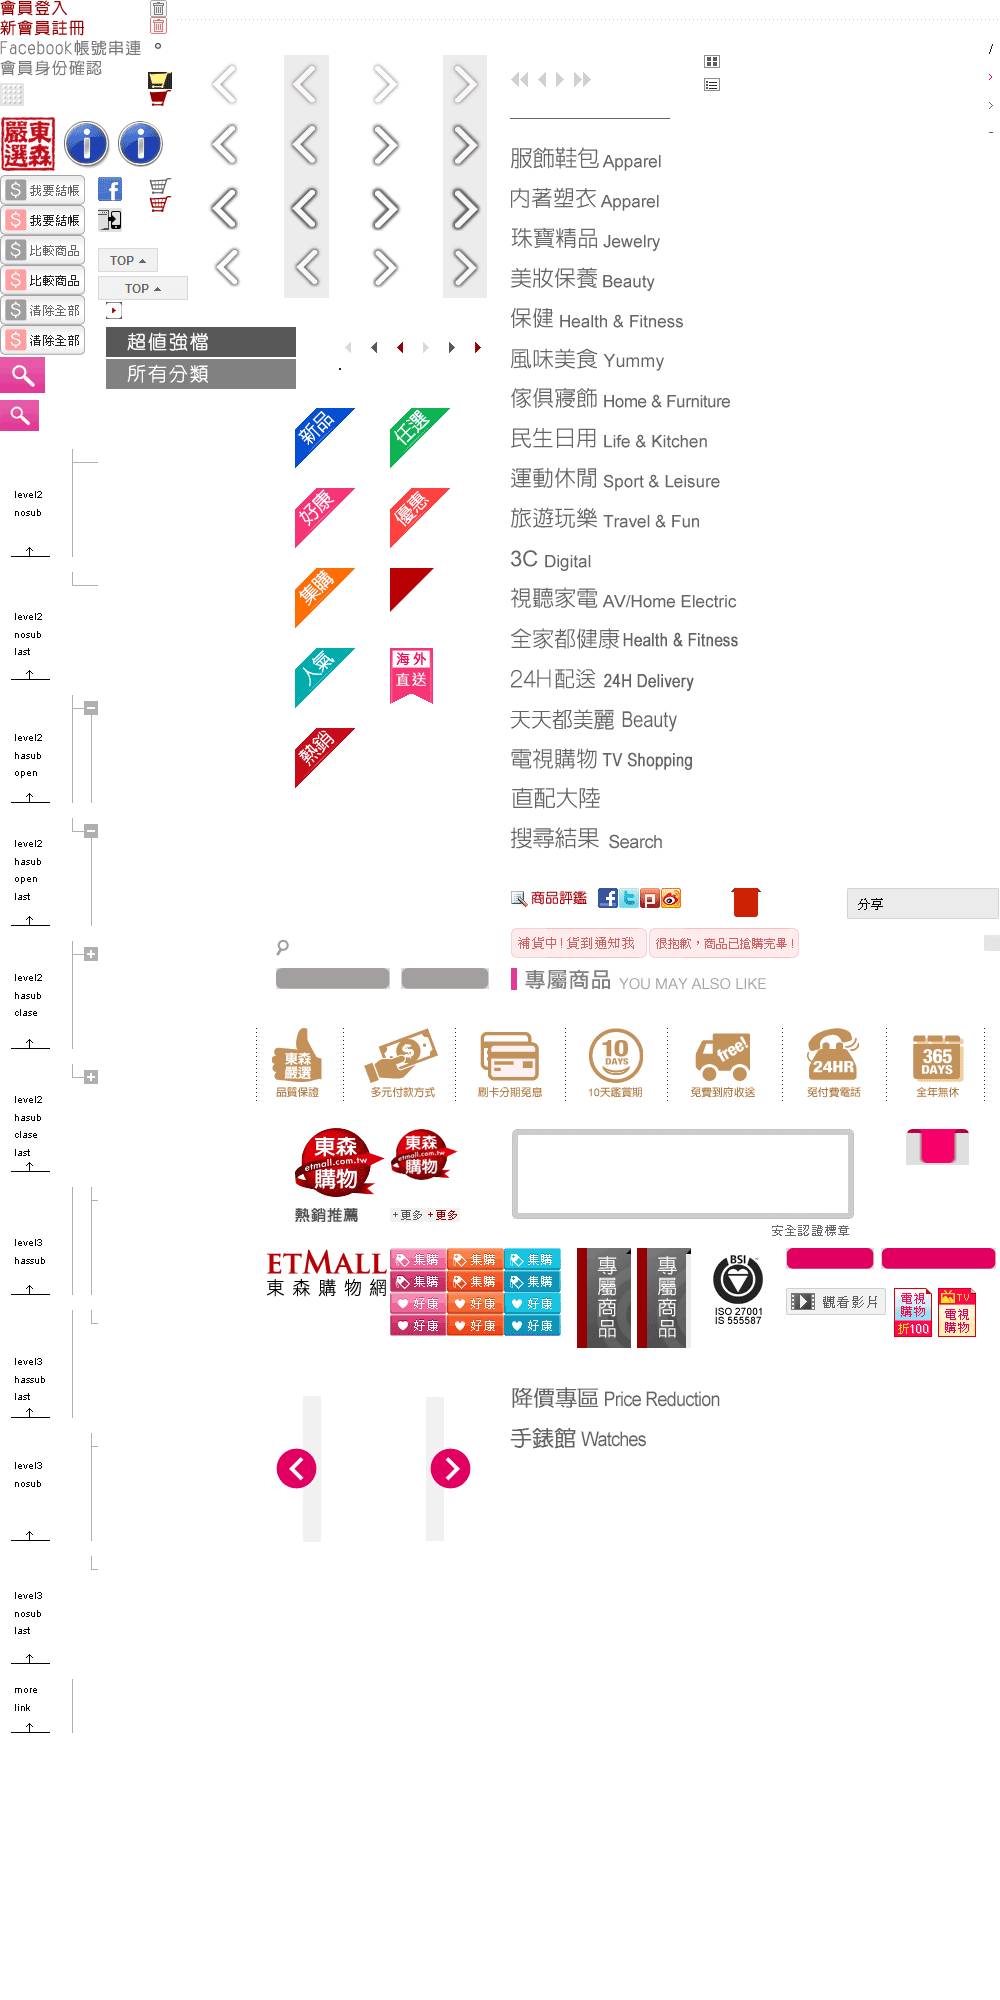 會員登入
新會員註冊
Facebook帳號串連
會員身份確認
東森
嚴選
我要結帳
我要結帳
比較商品
比較商品
清除全部
清除全部
TOP
TOP
超值強檔
所有分類
新品
任選
好康
優惠
集購
人氣
海外
直送
熱銷
服飾鞋包 Apparel
內著塑衣 Apparel
珠寶精品 Jewelry
美妝保養 Beauty
保健 Health & Fitness
風味美食 Yummy
傢俱寢飾 Home & Furniture
民生日用 Life & Kitchen
運動休閒 Sport & Leisure
旅遊玩樂 Travel & Fun
3C Digital
視聽家電 AV/Home Electric
全家都健康 Health & Fitness
24H配送 24H Delivery
天天都美麗 Beauty
電視購物 TV Shopping
直配大陸
搜尋結果 Search
商品評鑑
分享
補貨中!貨到通知我
很抱歉，商品已搶購完畢!
專屬商品 YOU MAY ALSO LIKE
level2
nosub
level2
nosub
last
level2
hasub
open
level2
hasub
open
last
level2
hasub
clase
level2
hasub
clase
last
level3
hassub
level3
hassub
last
level3
nosub
level3
nosub
last
more
link
東森
嚴選
品質保證
多元付款方式
刷卡分期免息
10
DAYS
10天鑑賞期
free!
免費到府收送
24HR
免付費電話
365
DAYS
全年無休
東森
etmall.com.tw
購物
東森
etmall.com.tw
購物
熱銷推薦
+更多
+更多
安全認證標章
ETMALL
東森購物網
集購
集購
集購
集購
集購
集購
好康
好康
好康
好康
好康
好康
專屬商品
專屬商品
BSI
ISO 27001
IS 555587
觀看影片
電視
購物
折100
TV
電視
購物
降價專區 Price Reduction
手錶館 Watches